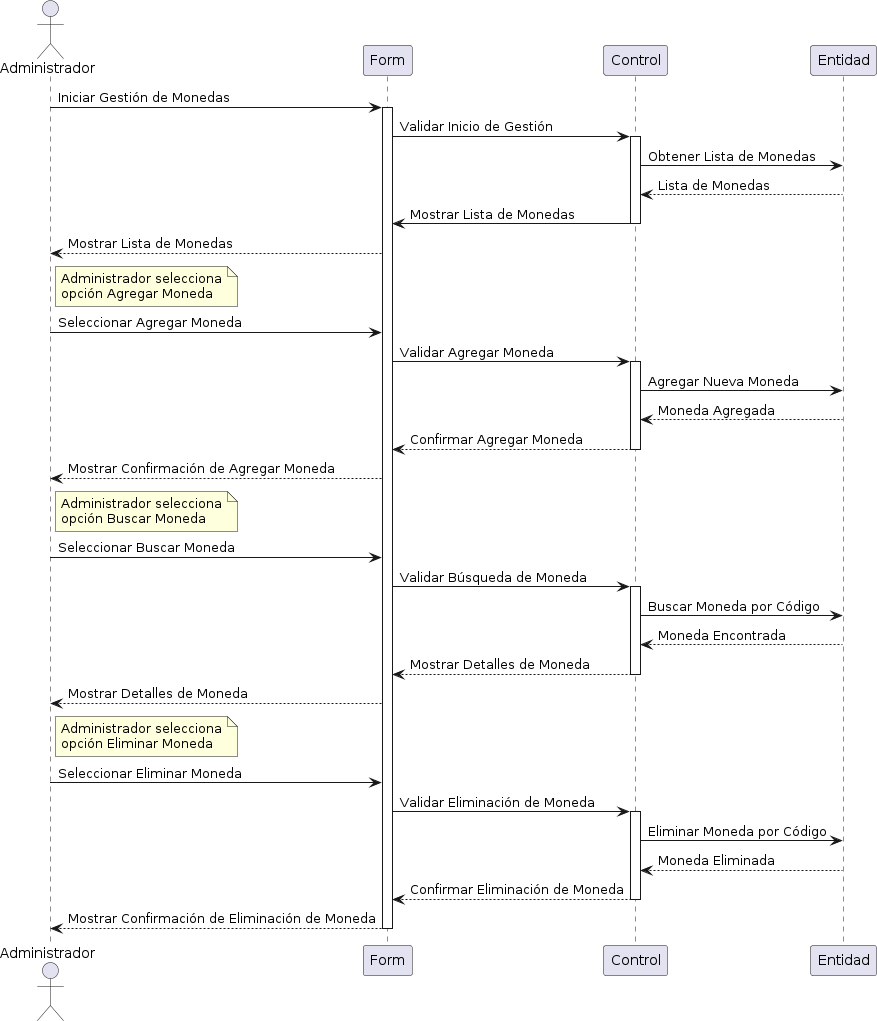 Administrador
Form
Control
Entidad
Iniciar Gestión de Monedas
Validar Inicio de Gestión
Obtener Lista de Monedas
Lista de Monedas
Mostrar Lista de Monedas
Mostrar Lista de Monedas
Administrador selecciona
opción Agregar Moneda
Seleccionar Agregar Moneda
Validar Agregar Moneda
Agregar Nueva Moneda
Moneda Agregada
Confirmar Agregar Moneda
Mostrar Confirmación de Agregar Moneda
Administrador selecciona
opción Buscar Moneda
Seleccionar Buscar Moneda
Validar Búsqueda de Moneda
Buscar Moneda por Código
Moneda Encontrada
Mostrar Detalles de Moneda
Mostrar Detalles de Moneda
Administrador selecciona
opción Eliminar Moneda
Seleccionar Eliminar Moneda
Validar Eliminación de Moneda
Eliminar Moneda por Código
Moneda Eliminada
Confirmar Eliminación de Moneda
Mostrar Confirmación de Eliminación de Moneda
Administrador
Form
Control
Entidad